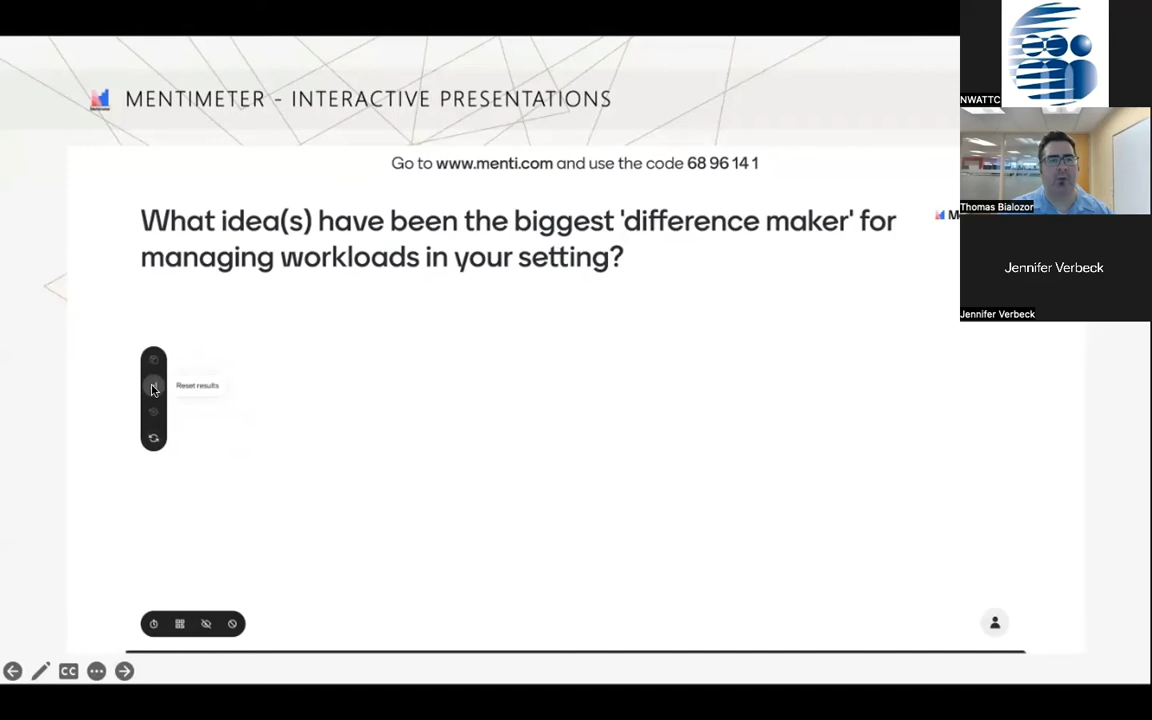 MENTIMETER - INTERACTIVE PRESENTATIONS
Go to www.menti.com and use the code 68 96 14 1
What idea(s) have been the biggest 'difference maker' for
managing workloads in your setting?
M
Reset results
CC
NWATTC
Thomas Bialozor
Jennifer Verbeck
Jennifer Verbeck